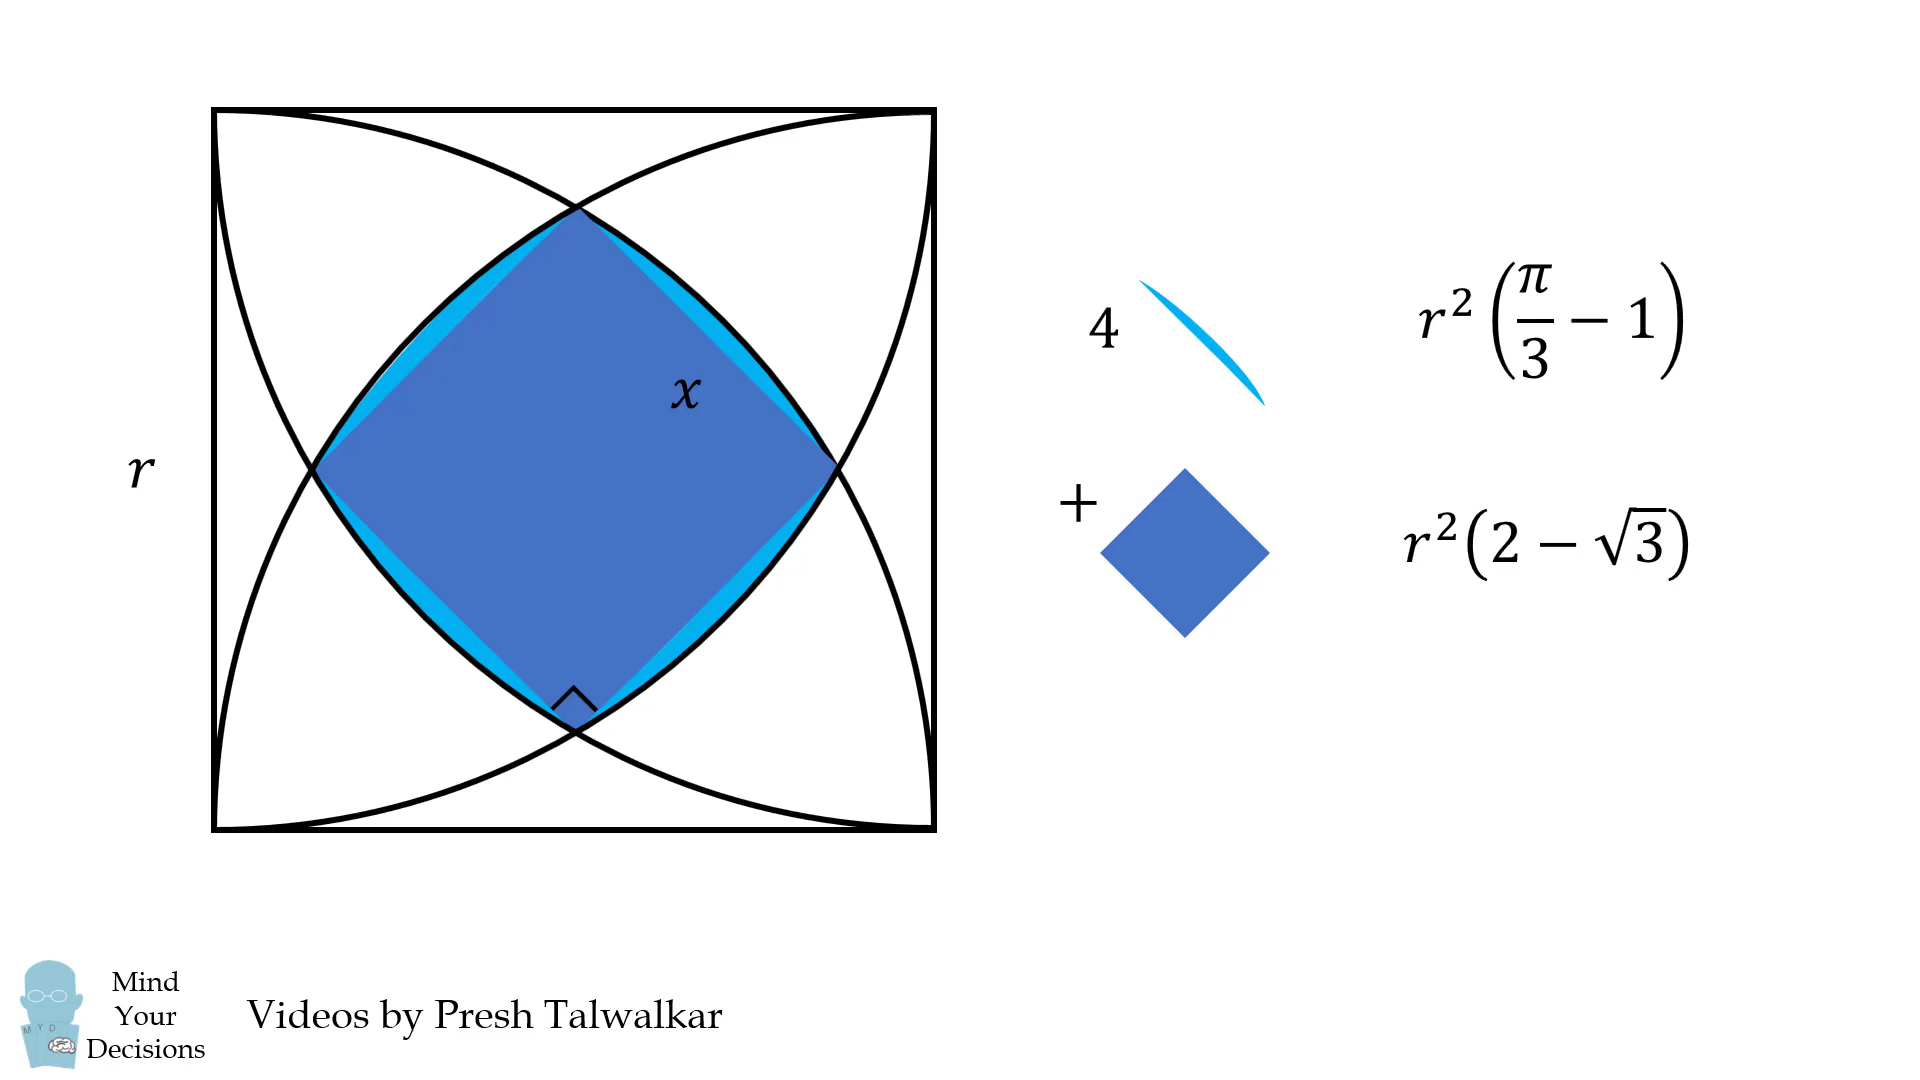 r
x
4
r²(π/3 − 1)
+
r²(2 − √3)
M Y D
Mind
Your
Decisions
Videos by Presh Talwalkar